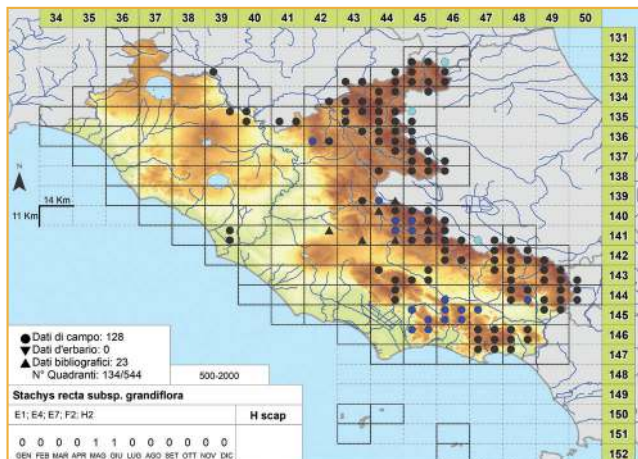 34 35 36 37 38 39 40 41 42 43 44 45 46 47 48 49 50
131
132
133
134
135
136
137
138
139
140
141
142
143
144
145
146
147
148
149
150
151
152
N
14 Km
11 Km
Dati di campo: 128
Dati d'erbario: 0
Dati bibliografici: 23
N° Quadranti: 134/544
500-2000
Stachys recta subsp. grandiflora
E1; E4; E7; F2; H2
H scap
0 0 0 0 1 1 0 0 0 0 0 0
GEN FEB MAR APR MAG GIU LUG AGO SET OTT NOV DIC